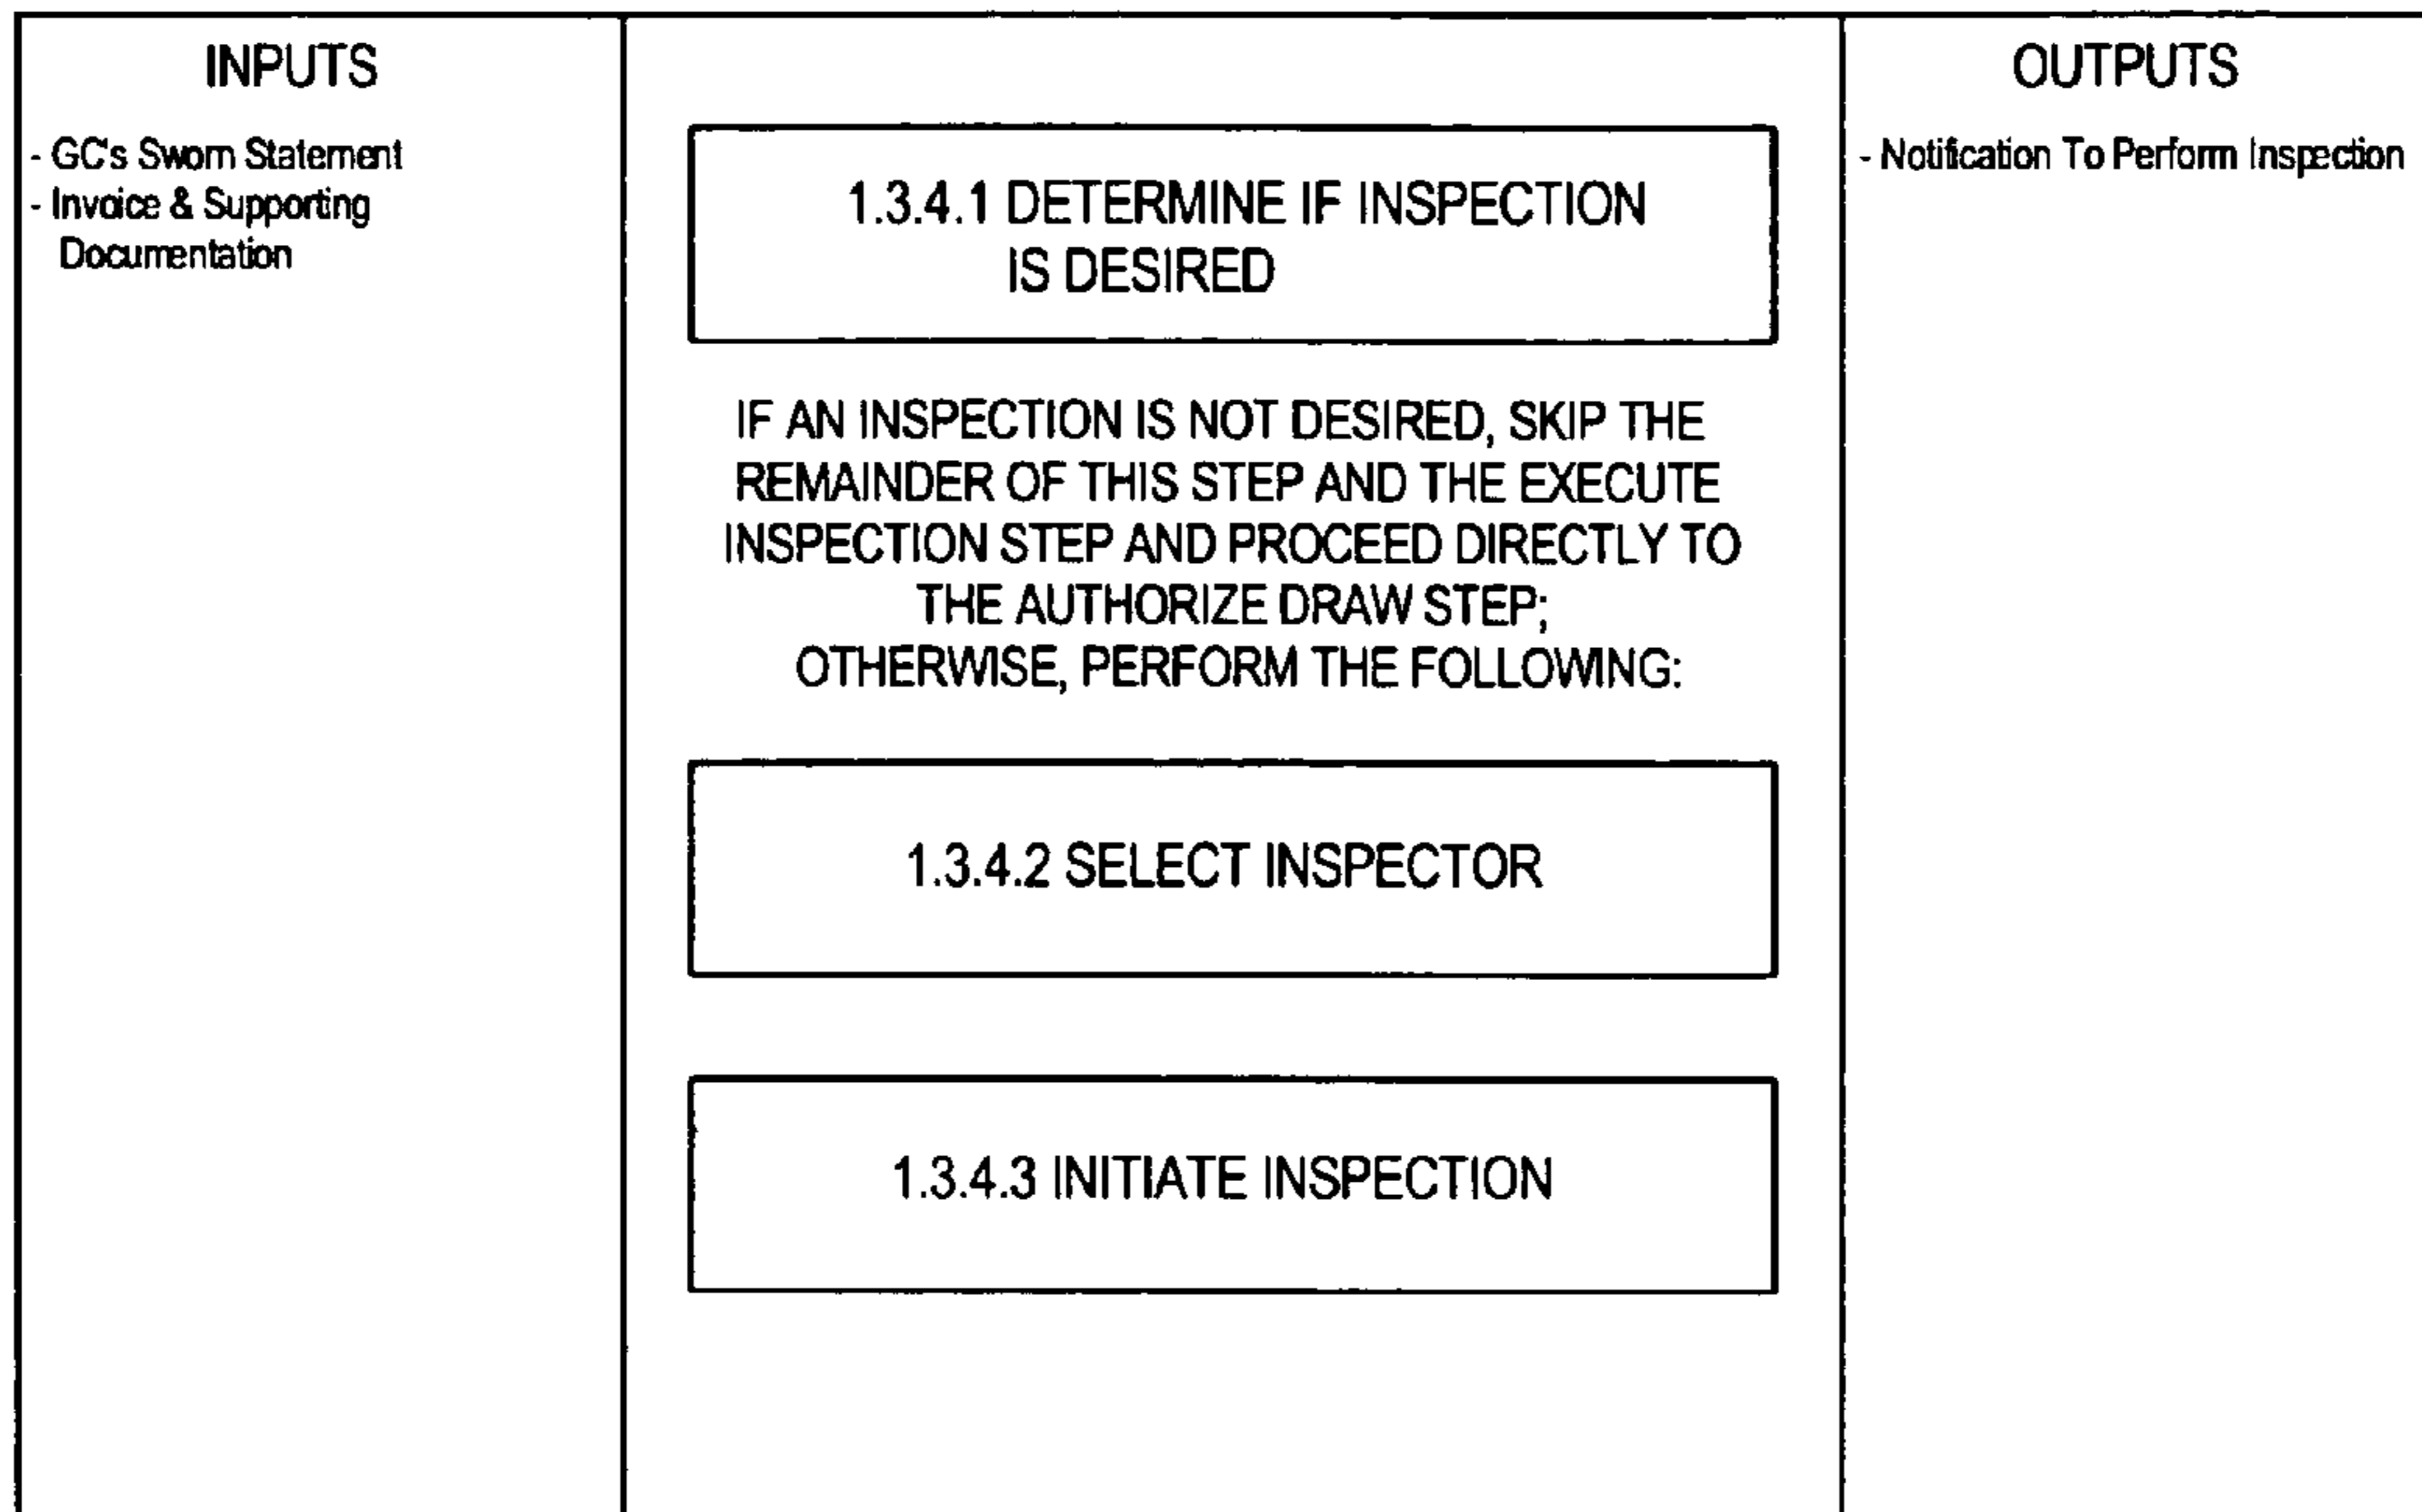 INPUTS
- GC's Sworn Statement
- Invoice & Supporting
Documentation
1.3.4.1 DETERMINE IF INSPECTION
IS DESIRED
IF AN INSPECTION IS NOT DESIRED, SKIP THE
REMAINDER OF THIS STEP AND THE EXECUTE
INSPECTION STEP AND PROCEED DIRECTLY TO
THE AUTHORIZE DRAW STEP;
OTHERWISE, PERFORM THE FOLLOWING:
1.3.4.2 SELECT INSPECTOR
1.3.4.3 INITIATE INSPECTION
OUTPUTS
- Notification To Perform Inspection